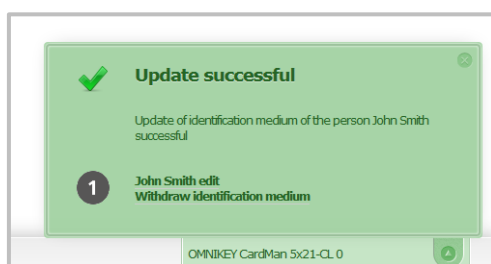 Update successful
Update of identification medium of the person John Smith
successful
1
John Smith edit
Withdraw identification medium
OMNIKEY CardMan 5x21-CL 0